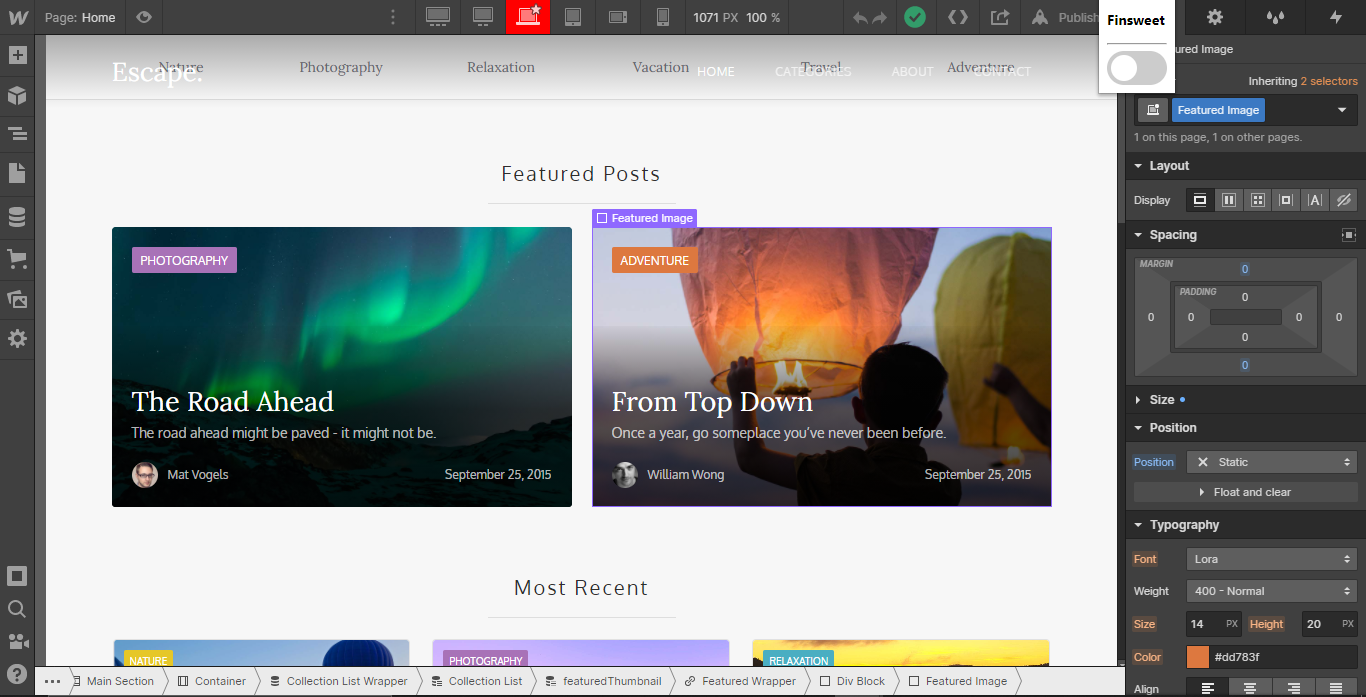 Page: Home
1071 PX 100 %
Publish
Finsweet
Escape.
Nature
Photography
Relaxation
Vacation
Travel
Adventure
HOME
CATEGORIES
ABOUT
CONTACT
Featured Posts
Featured Image
PHOTOGRAPHY
The Road Ahead
The road ahead might be paved - it might not be.
Mat Vogels
September 25, 2015
ADVENTURE
From Top Down
Once a year, go someplace you've never been before.
William Wong
September 25, 2015
Most Recent
NATURE
PHOTOGRAPHY
RELAXATION
Main Section
Container
Collection List Wrapper
Collection List
featuredThumbnail
Featured Wrapper
Div Block
Featured Image
Image
Inheriting 2 selectors
Featured Image
1 on this page, 1 on other pages.
Layout
Display
Spacing
MARGIN
0
PADDING
0
0 0 0 0
0
0
Size
Position
Position Static
Float and clear
Typography
Font Lora
Weight 400 - Normal
Size 14 PX Height 20 PX
Color #dd783f
Align